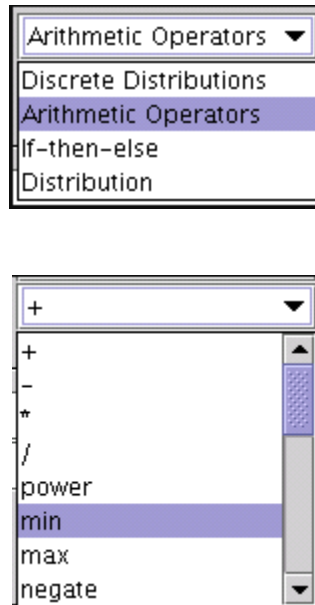 Arithmetic Operators
Discrete Distributions
Arithmetic Operators
If-then-else
Distribution
+
+
-
*
/
power
min
max
negate